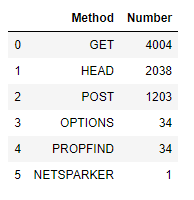 Method Number
0 GET 4004
1 HEAD 2038
2 POST 1203
3 OPTIONS 34
4 PROPFIND 34
5 NETSPARKER 1